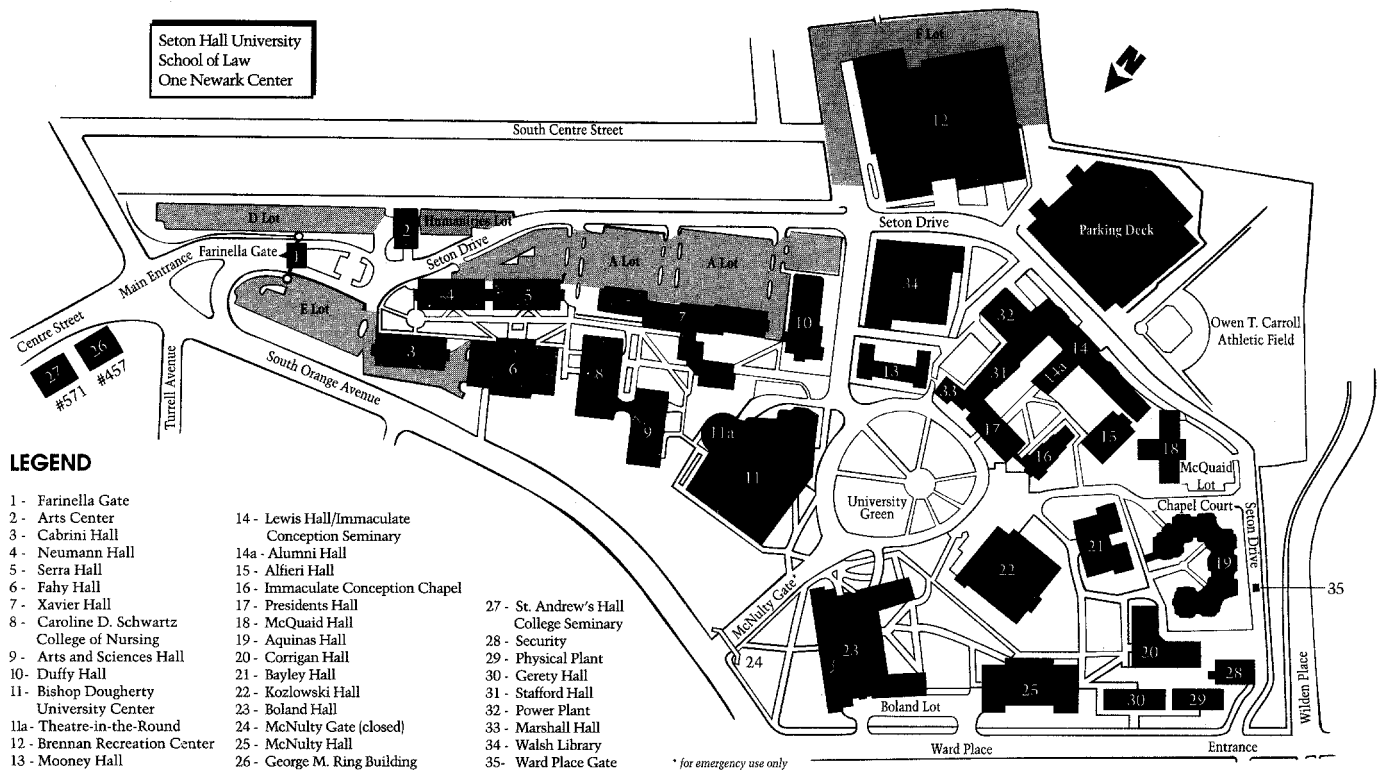 Seton Hall University
School of Law
One Newark Center
N
F Lot
12
South Centre Street
D Lot
2
Humanities Lot
Seton Drive
Seton Drive
Parking Deck
Farinella Gate
1
Main Entrance
A Lot
A Lot
E Lot
4
5
7
10
34
32
14
14a
31
13
33
Owen T. Carroll
Athletic Field
Centre Street
27
26
#571
#457
Turrell Avenue
South Orange Avenue
3
6
8
9
11a
11
17
16
15
18
McQuaid
Lot
University
Green
Chapel Court
Seton Drive
21
22
19
35
McNulty Gate*
24
23
20
28
25
30
29
Boland Lot
Wilden Place
Ward Place
Entrance
LEGEND
1 - Farinella Gate
2 - Arts Center
3 - Cabrini Hall
4 - Neumann Hall
5 - Serra Hall
6 - Fahy Hall
7 - Xavier Hall
8 - Caroline D. Schwartz
College of Nursing
9 - Arts and Sciences Hall
10- Duffy Hall
11- Bishop Dougherty
University Center
11a- Theatre-in-the-Round
12 - Brennan Recreation Center
13 - Mooney Hall
14 - Lewis Hall/Immaculate
Conception Seminary
14a - Alumni Hall
15 - Alfieri Hall
16 - Immaculate Conception Chapel
17 - Presidents Hall
18 - McQuaid Hall
19 - Aquinas Hall
20 - Corrigan Hall
21 - Bayley Hall
22 - Kozlowski Hall
23 - Boland Hall
24 - McNulty Gate (closed)
25 - McNulty Hall
26 - George M. Ring Building
27 - St. Andrew's Hall
College Seminary
28 - Security
29 - Physical Plant
30 - Gerety Hall
31 - Stafford Hall
32 - Power Plant
33 - Marshall Hall
34 - Walsh Library
35- Ward Place Gate
* for emergency use only